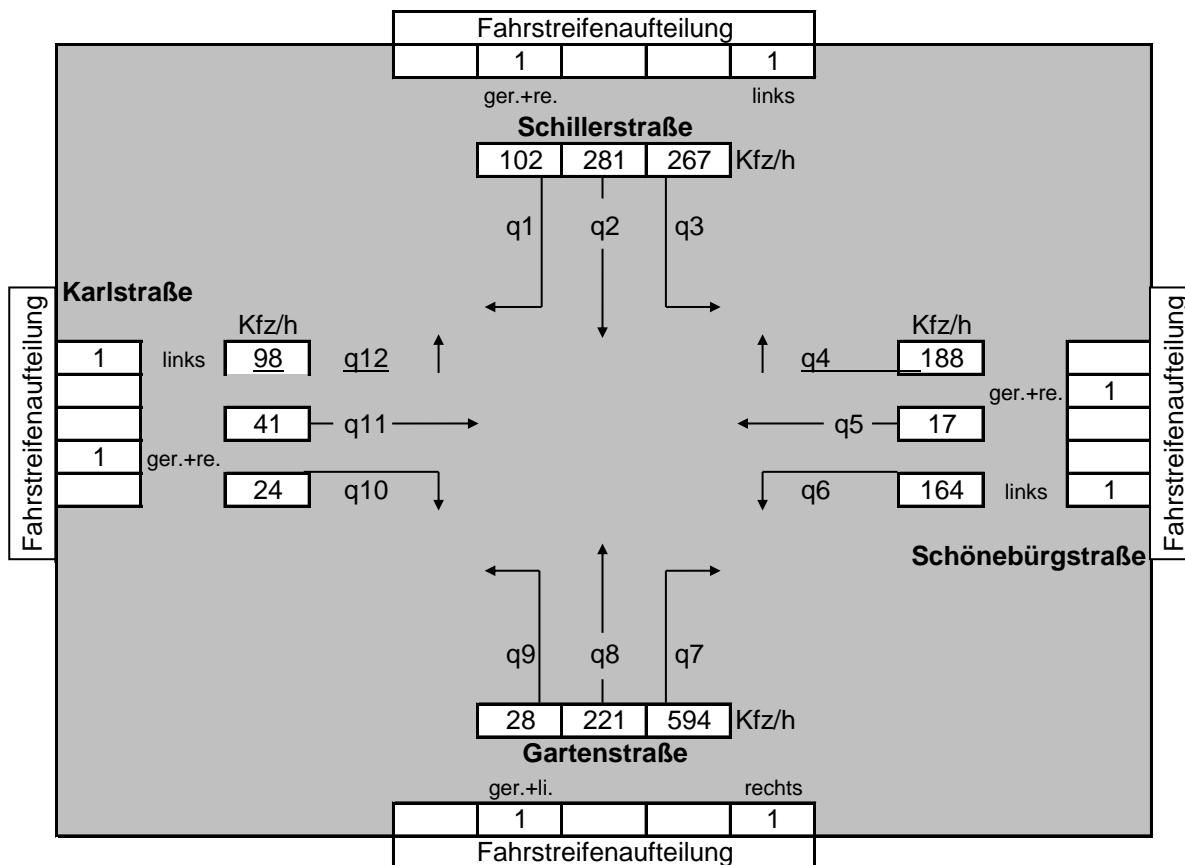 Fahrstreifenaufteilung
1 1
ger.+re. links
Schillerstraße
102 281 267 Kfz/h
q1 q2 q3
Karlstraße
Fahrstreifenaufteilung
Kfz/h
1 links 98 q12
41 q11
1 ger.+re.
24 q10
Kfz/h
q4 188
ger.+re. 1
q5 17
q6 164 links 1
Schönebürgstraße
Fahrstreifenaufteilung
q9 q8 q7
28 221 594 Kfz/h
Gartenstraße
ger.+li. rechts
1 1
Fahrstreifenaufteilung